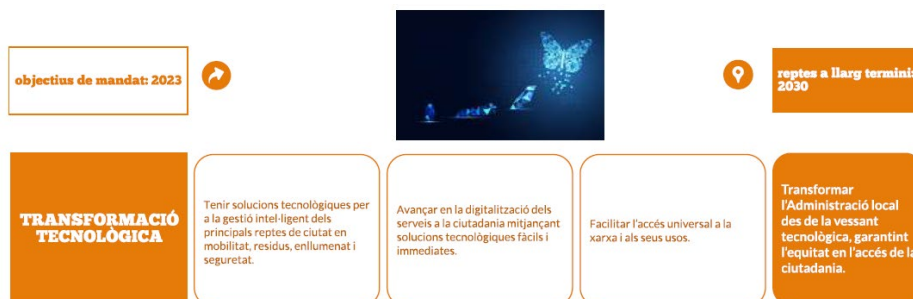 objectius de mandat: 2023
reptes a llarg termini:
2030
TRANSFORMACIÓ
TECNOLÒGICA
Tenir solucions tecnològiques per
a la gestió intel·ligent dels
principals reptes de ciutat en
mobilitat, residus, enllumenat i
seguretat.
Avançar en la digitalització dels
serveis a la ciutadania mitjançant
solucions tecnològiques fàcils i
immediates.
Facilitar l'accés universal a la
xarxa i als seus usos.
Transformar
l'Administració local
des de la vessant
tecnològica, garantint
l'equitat en l'accés de la
ciutadania.